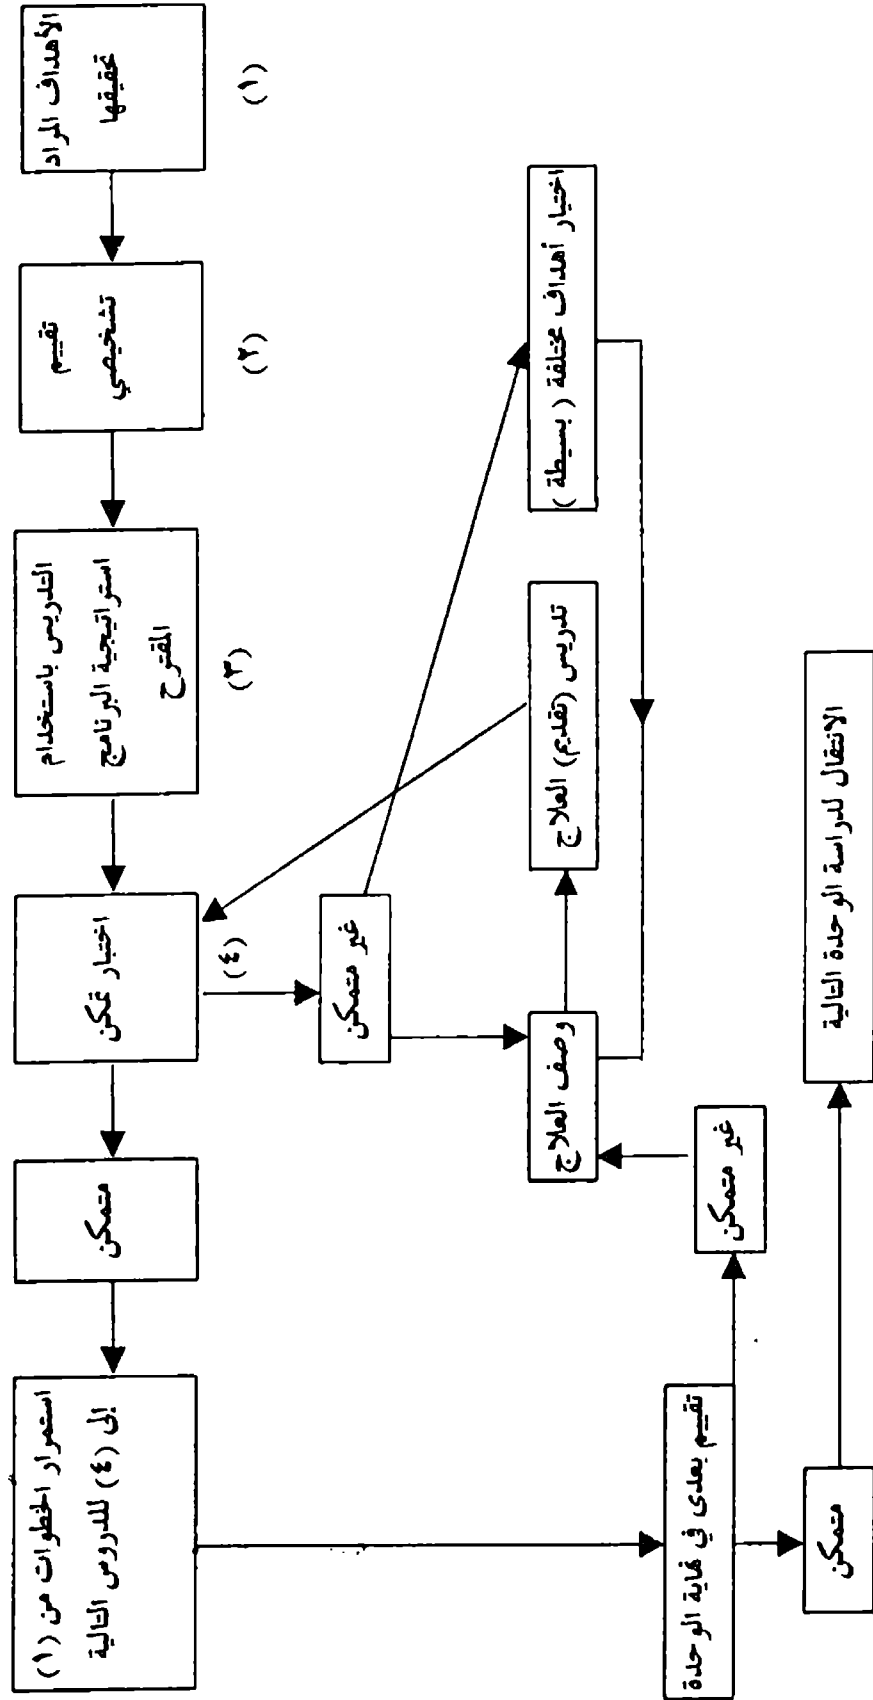 الأهداف المراد
تحقيقها
(١)
تقييم
تشخيصي
(٢)
التدريس باستخدام
استراتيجية البرنامج
المقترح
(٣)
اختبار تمكن
(٤)
متمكن
استمرار الخطوات من (١)
إلى (٤) للدروس التالية
غير متمكن
اختيار أهداف مختلفة ( بسيطة )
تدريس (تقديم) العلاج
وصف العلاج
غير متمكن
تقييم بعدى في نهاية الوحدة
متمكن
الانتقال لدراسة الوحدة التالية